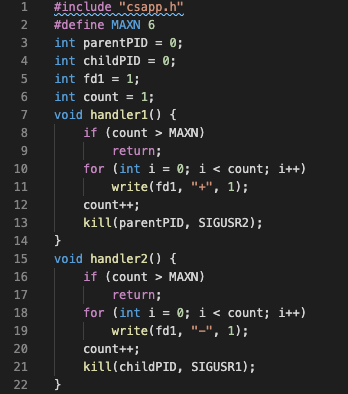 1 #include "csapp.h"
2 #define MAXN 6
3 int parentPID = 0;
4 int childPID = 0;
5 int fd1 = 1;
6 int count = 1;
7 void handler1() {
8     if (count > MAXN)
9         return;
10     for (int i = 0; i < count; i++)
11         write(fd1, "+", 1);
12     count++;
13     kill(parentPID, SIGUSR2);
14 }
15 void handler2() {
16     if (count > MAXN)
17         return;
18     for (int i = 0; i < count; i++)
19         write(fd1, "-", 1);
20     count++;
21     kill(childPID, SIGUSR1);
22 }